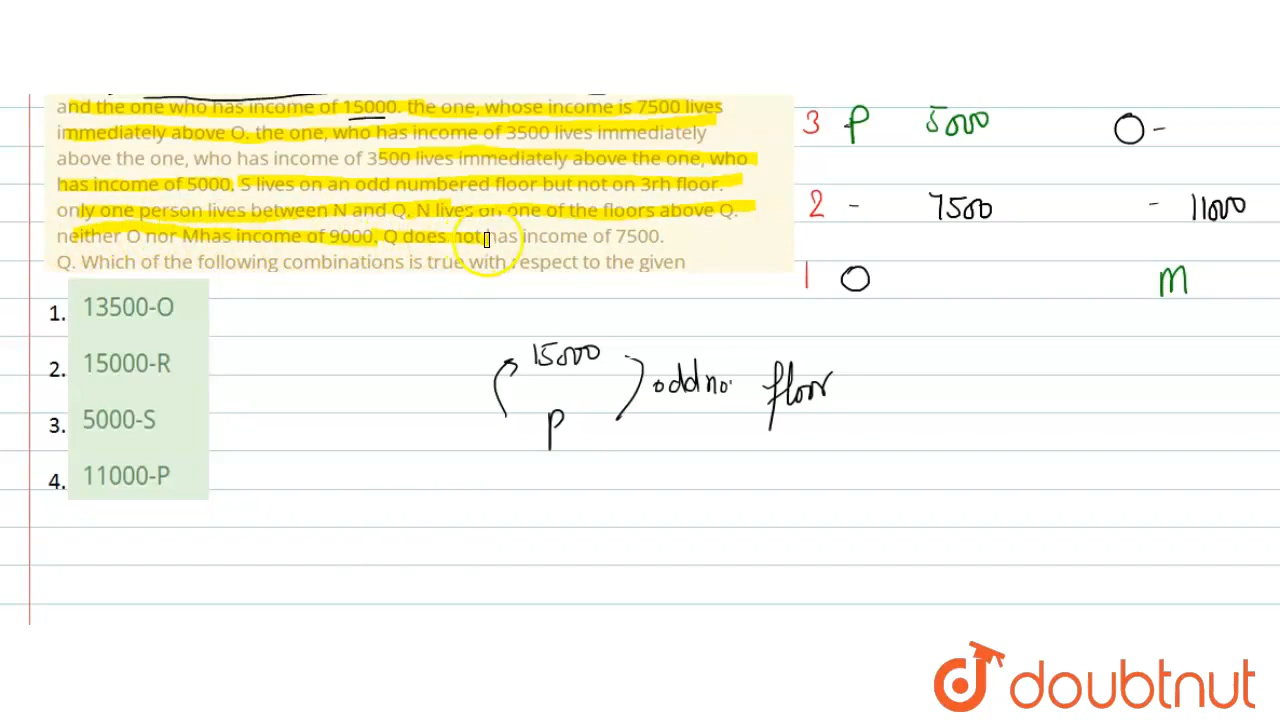 and the one who has income of 15000. the one, whose income is 7500 lives
immediately above Q. the one, who has income of 3500 lives immediately
above the one, who has income of 3500 lives immediately above the one, who
has income of 5000. S lives on an odd numbered floor but not on 3rh floor.
only one person lives between N and Q. N lives on one of the floors above Q.
neither O nor Mhas income of 9000. Q does not has income of 7500.
Q. Which of the following combinations is true with respect to the given
1. 13500-O
2. 15000-R
3. 5000-S
4. 11000-P
3 P 5000 O -
2 - 7500 - 11000
1 O M
15000
P
odd no. floor
doubtnut